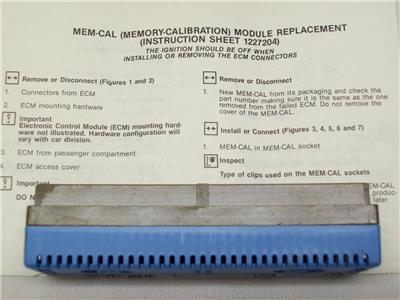 MEM-CAL (MEMORY-CALIBRATION) MODULE REPLACEMENT
(INSTRUCTION SHEET 1227204)
THE IGNITION SHOULD BE OFF WHEN
INSTALLING OR REMOVING THE ECM CONNECTORS
Remove or Disconnect (Figures 1 and 2)
1. Connectors from ECM
2. ECM mounting hardware
Important
Electronic Control Module (ECM) mounting hard-
ware not illustrated. Hardware configuration will
vary with car division.
3. ECM from passenger compartment
4. ECM access cover
Important
DO N
Remove or Disconnect
1. New MEM-CAL from its packaging and check the
part number making sure it is the same as the one
removed from the failed ECM. Do not remove the
cover of the MEM-CAL.
Install or Connect (Figures 3, 4, 5, 6 and 7)
1. MEM-CAL in MEM-CAL socket
Inspect
Type of clips used on the MEM-CAL sockets
EM-CAL
produc-
later